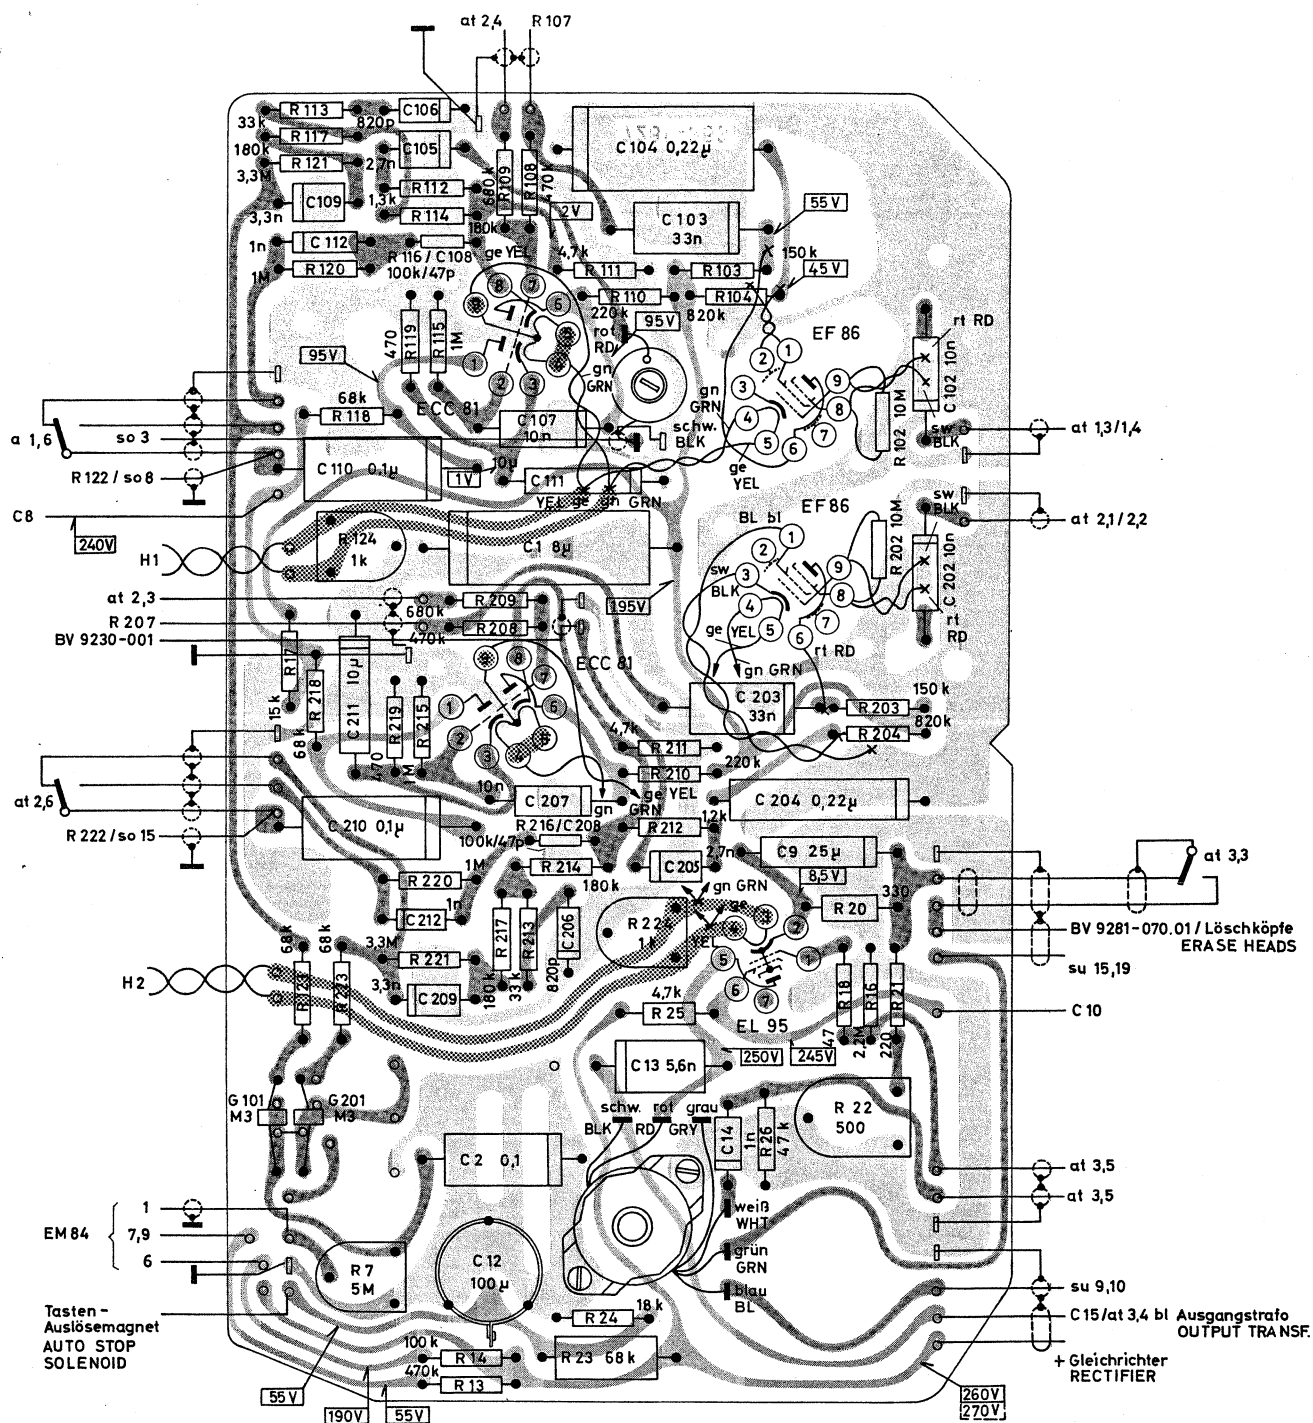 at 2,4
R 107
R 113
C106
33k
820p
R 117
180k
C105
R 121
2,7n
3,3M
R 112
1,3k
C109
R 114
3,3n
680k
R109
R108
470k
180k
C104 0,22µ
2V
55V
C 103
33n
1n
C 112
R 116 / C108
100k/47p
ge YEL
4,7k
150k
R 120
1M
R 111
R 103
45V
R 110
R 104
220k
820k
rot
RD
95V
EF 86
rt RD
470
R119
R115
1M
95V
gn
GRN
C 102 10n
R 102 10M
68k
R 118
ECC 81
C107
10n
schw.
BLK
gn
GRN
ge
YEL
sw
BLK
a 1,6
so 3
R 122 / so 8
at 1,3/1,4
C 110 0,1µ
1V
10µ
C 111
YEL ge gn GRN
C8
240V
EF 86
sw
BLK
at 2,1 / 2,2
BL bl
R 202 10M
C 202 10n
H1
R 124
1k
C1 8µ
sw
BLK
at 2,3
680k
R 209
195V
R 207
470k
R 208
BV 9230-001
ge YEL
gn GRN
rt RD
rt
RD
ECC 81
R 17
15k
R 218
68k
C 211 10µ
R 219
470
R 215
1M
C 203
33n
150k
R 203
820k
R 204
4,7k
R 211
220k
R 210
10n
C 207
gn
ge YEL
GRN
C 204 0,22µ
at 2,6
R 222 / so 15
C 210 0,1µ
R 216/C 208
100k/47p
R 212
1,2k
C9 25µ
R 214
180k
C 205
2,7n
8,5V
at 3,3
R 220
1M
1n
C 212
gn GRN
ge
YEL
330
R 20
68k
68k
3,3M
R 221
R 217
R 213
C 206
R 224
1k
BV 9281-070.01 / Löschköpfe
ERASE HEADS
su 15,19
H2
R 123
R 223
3,3n
C 209
180k
33k
820p
4,7k
R 25
EL 95
R 18
R 16
R 21
47
2,2M
220
C 10
250V
245V
C 13 5,6n
G 101
M3
G 201
M3
schw.
BLK
rot
RD
grau
GRY
C 14
1n
R 26
47k
R 22
500
C 2 0,1
at 3,5
at 3,5
weiß
WHT
EM 84
1
7,9
6
R 7
5M
C 12
100µ
grün
GRN
blau
BL
su 9,10
Tasten-
Auslösemagnet
AUTO STOP
SOLENOID
18k
R 24
C 15/at 3,4 bl Ausgangstrafo
OUTPUT TRANSF.
100k
R 14
R 23 68k
470k
R 13
+ Gleichrichter
RECTIFIER
55V
190V
55V
260V
270V